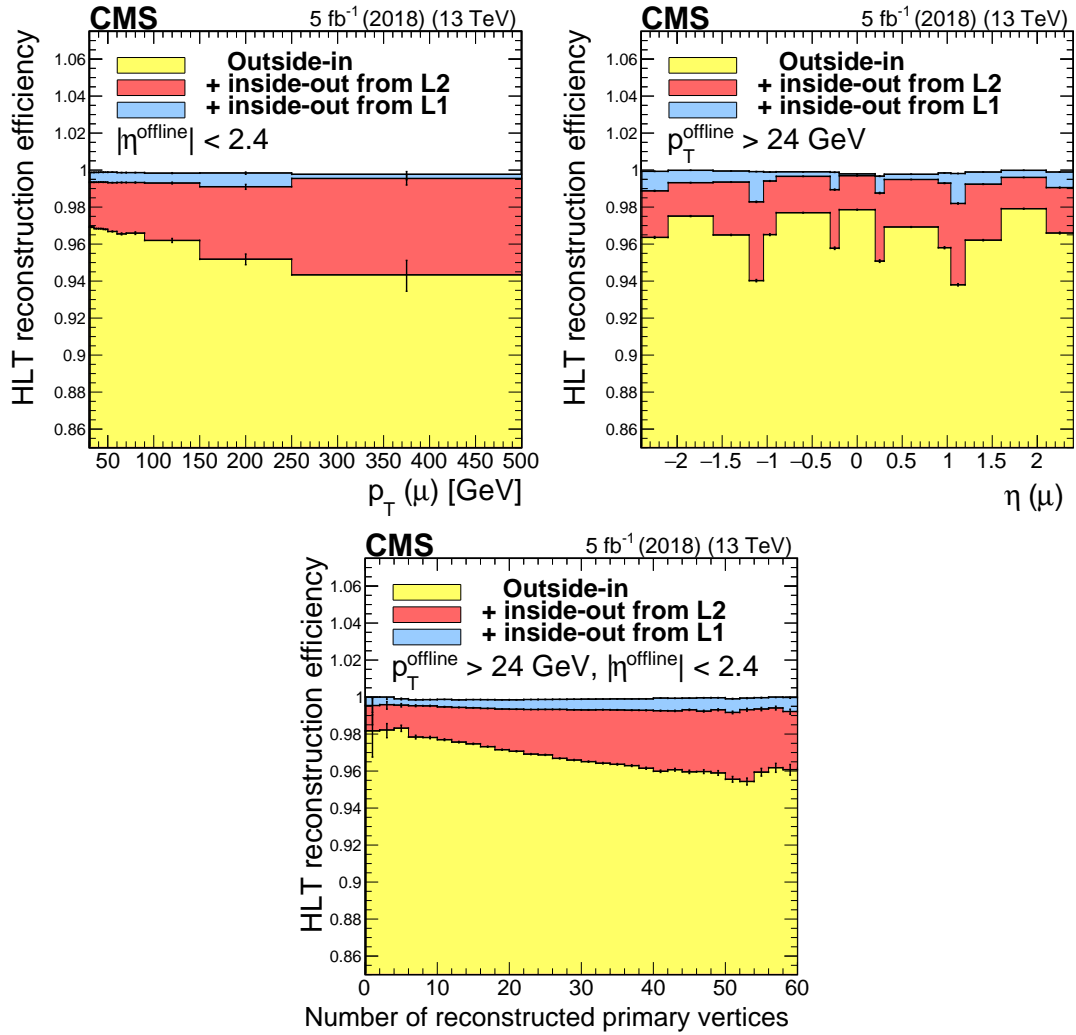 CMS 5 fb⁻¹ (2018) (13 TeV)
HLT reconstruction efficiency
1.06
1.04
1.02
1
0.98
0.96
0.94
0.92
0.9
0.88
0.86
Outside-in
+ inside-out from L2
+ inside-out from L1
|η^offline| < 2.4
50 100 150 200 250 300 350 400 450 500
p_T (μ) [GeV]
CMS 5 fb⁻¹ (2018) (13 TeV)
HLT reconstruction efficiency
1.06
1.04
1.02
1
0.98
0.96
0.94
0.92
0.9
0.88
0.86
Outside-in
+ inside-out from L2
+ inside-out from L1
p_T^offline > 24 GeV
−2 −1.5 −1 −0.5 0 0.5 1 1.5 2
η (μ)
CMS 5 fb⁻¹ (2018) (13 TeV)
HLT reconstruction efficiency
1.06
1.04
1.02
1
0.98
0.96
0.94
0.92
0.9
0.88
0.86
Outside-in
+ inside-out from L2
+ inside-out from L1
p_T^offline > 24 GeV, |η^offline| < 2.4
0 10 20 30 40 50 60
Number of reconstructed primary vertices